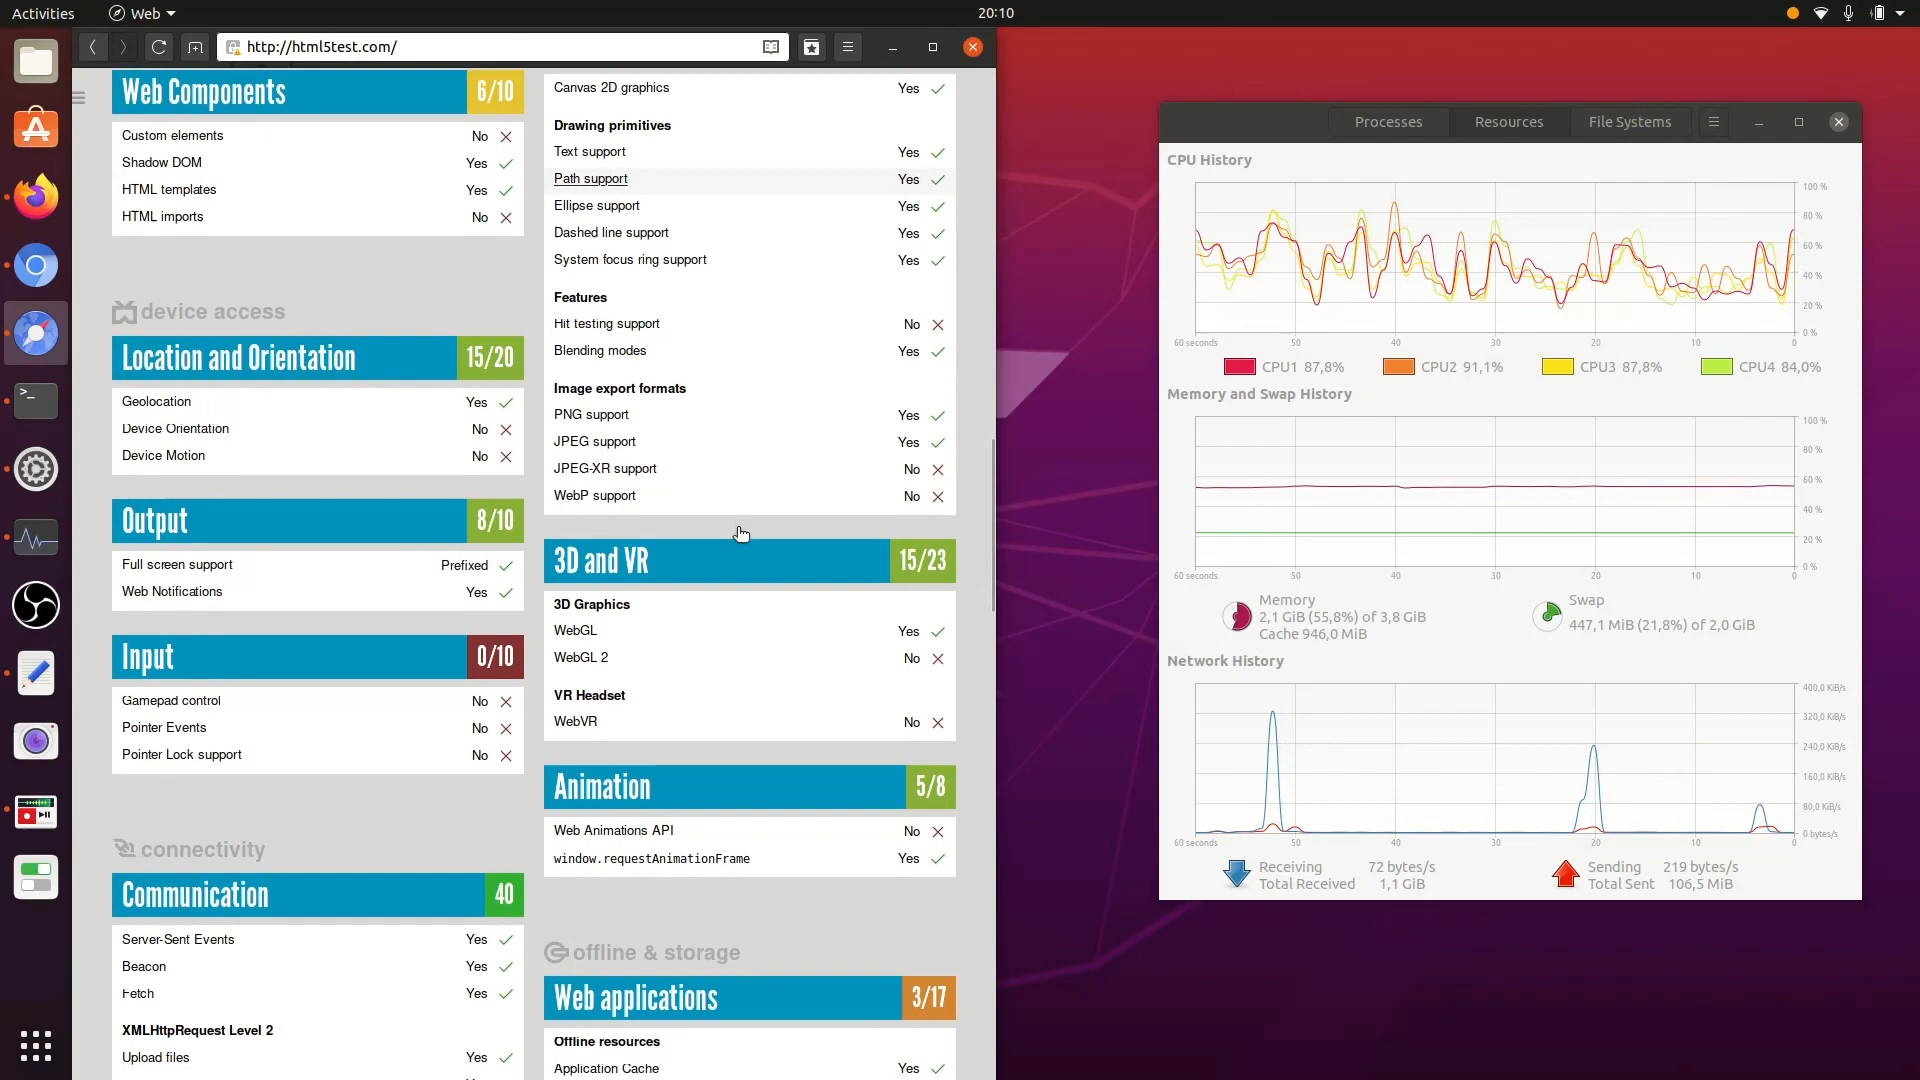 Activities
Web
20:10
http://html5test.com/
Web Components 6/10
Custom elements No
Shadow DOM Yes
HTML templates Yes
HTML imports No
device access
Location and Orientation 15/20
Geolocation Yes
Device Orientation No
Device Motion No
Output 8/10
Full screen support Prefixed
Web Notifications Yes
Input 0/10
Gamepad control No
Pointer Events No
Pointer Lock support No
connectivity
Communication 40
Server-Sent Events Yes
Beacon Yes
Fetch Yes
XMLHttpRequest Level 2
Upload files Yes
Canvas 2D graphics Yes
Drawing primitives
Text support Yes
Path support Yes
Ellipse support Yes
Dashed line support Yes
System focus ring support Yes
Features
Hit testing support No
Blending modes Yes
Image export formats
PNG support Yes
JPEG support Yes
JPEG-XR support No
WebP support No
3D and VR 15/23
3D Graphics
WebGL Yes
WebGL 2 No
VR Headset
WebVR No
Animation 5/8
Web Animations API No
window.requestAnimationFrame Yes
offline & storage
Web applications 3/17
Offline resources
Application Cache Yes
Processes Resources File Systems
CPU History
100 %
80 %
60 %
40 %
20 %
0 %
60 seconds 50 40 30 20 10 0
CPU1 87,8% CPU2 91,1% CPU3 87,8% CPU4 84,0%
Memory and Swap History
100 %
80 %
60 %
40 %
20 %
0 %
60 seconds 50 40 30 20 10 0
Memory
2,1 GiB (55,8%) of 3,8 GiB
Cache 946,0 MiB
Swap
447,1 MiB (21,8%) of 2,0 GiB
Network History
400,0 KiB/s
320,0 KiB/s
240,0 KiB/s
160,0 KiB/s
80,0 KiB/s
0 bytes/s
60 seconds 50 40 30 20 10 0
Receiving 72 bytes/s
Total Received 1,1 GiB
Sending 219 bytes/s
Total Sent 106,5 MiB